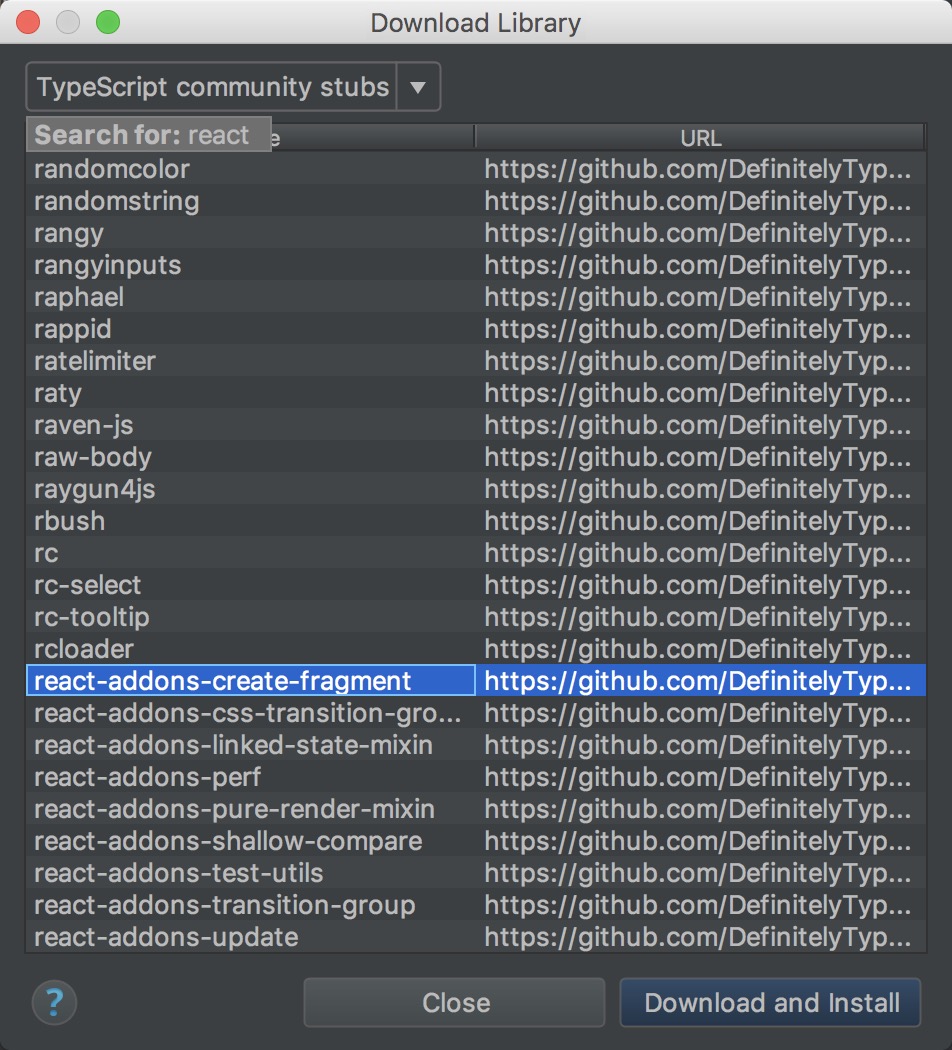 Download Library
TypeScript community stubs
Search for: react
e URL
randomcolor https://github.com/DefinitelyTyp...
randomstring https://github.com/DefinitelyTyp...
rangy https://github.com/DefinitelyTyp...
rangyinputs https://github.com/DefinitelyTyp...
raphael https://github.com/DefinitelyTyp...
rappid https://github.com/DefinitelyTyp...
ratelimiter https://github.com/DefinitelyTyp...
raty https://github.com/DefinitelyTyp...
raven-js https://github.com/DefinitelyTyp...
raw-body https://github.com/DefinitelyTyp...
raygun4js https://github.com/DefinitelyTyp...
rbush https://github.com/DefinitelyTyp...
rc https://github.com/DefinitelyTyp...
rc-select https://github.com/DefinitelyTyp...
rc-tooltip https://github.com/DefinitelyTyp...
rcloader https://github.com/DefinitelyTyp...
react-addons-create-fragment https://github.com/DefinitelyTyp...
react-addons-css-transition-gro... https://github.com/DefinitelyTyp...
react-addons-linked-state-mixin https://github.com/DefinitelyTyp...
react-addons-perf https://github.com/DefinitelyTyp...
react-addons-pure-render-mixin https://github.com/DefinitelyTyp...
react-addons-shallow-compare https://github.com/DefinitelyTyp...
react-addons-test-utils https://github.com/DefinitelyTyp...
react-addons-transition-group https://github.com/DefinitelyTyp...
react-addons-update https://github.com/DefinitelyTyp...
? Close Download and Install